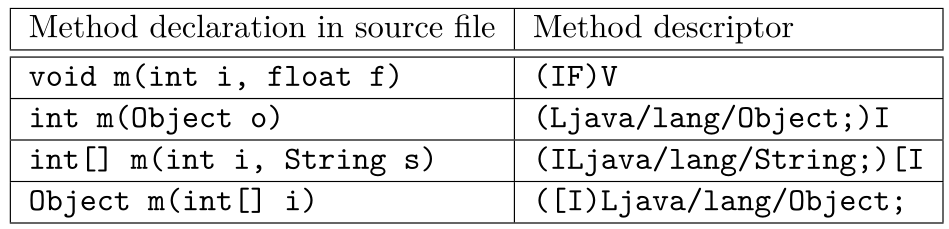 Method declaration in source file Method descriptor
void m(int i, float f) (IF)V
int m(Object o) (Ljava/lang/Object;)I
int[] m(int i, String s) (ILjava/lang/String;)[I
Object m(int[] i) ([I)Ljava/lang/Object;